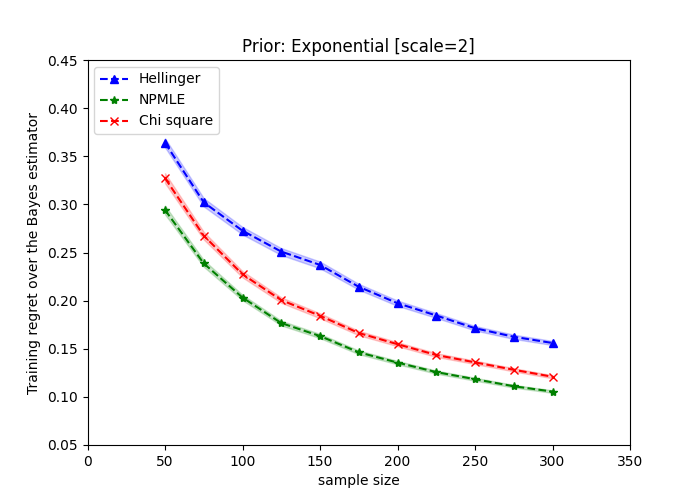 Prior: Exponential [scale=2]
Hellinger
NPMLE
Chi square
Training regret over the Bayes estimator
0.45
0.40
0.35
0.30
0.25
0.20
0.15
0.10
0.05
0 50 100 150 200 250 300 350
sample size